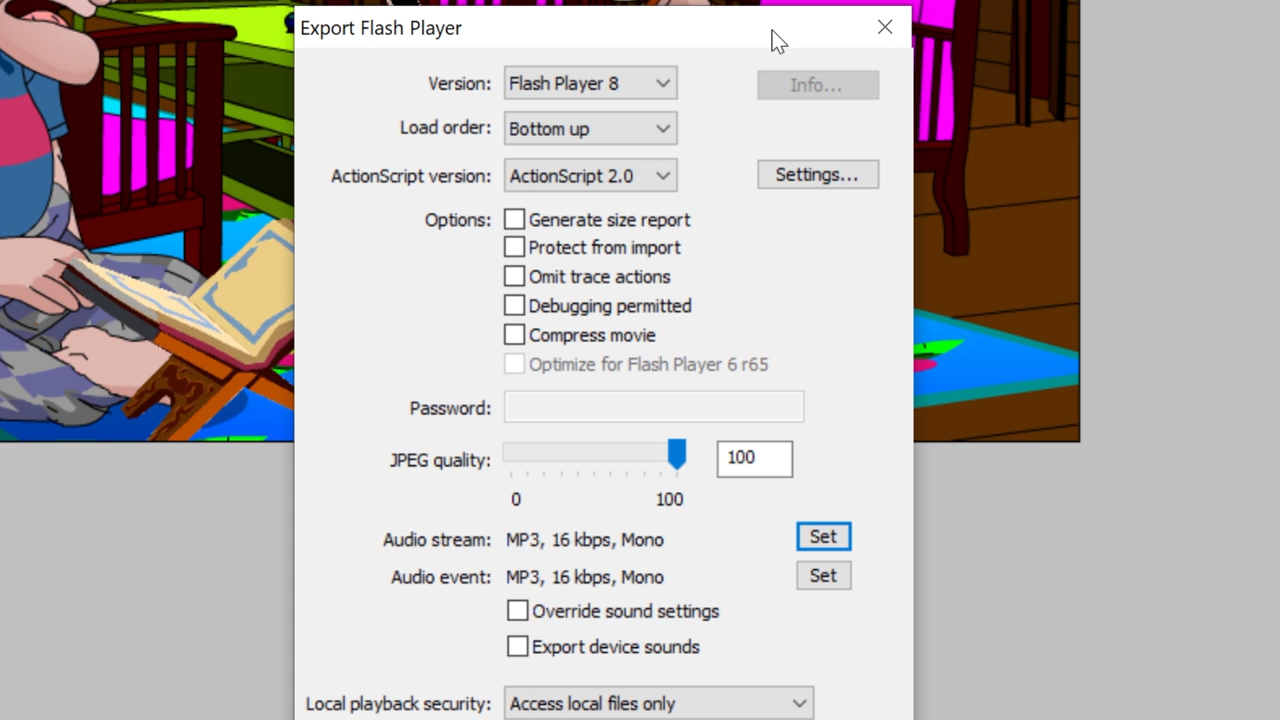 Export Flash Player
Version: Flash Player 8 Info...
Load order: Bottom up
ActionScript version: ActionScript 2.0 Settings...
Options: Generate size report
Protect from import
Omit trace actions
Debugging permitted
Compress movie
Optimize for Flash Player 6 r65
Password:
JPEG quality: 100
0 100
Audio stream: MP3, 16 kbps, Mono Set
Audio event: MP3, 16 kbps, Mono Set
Override sound settings
Export device sounds
Local playback security: Access local files only